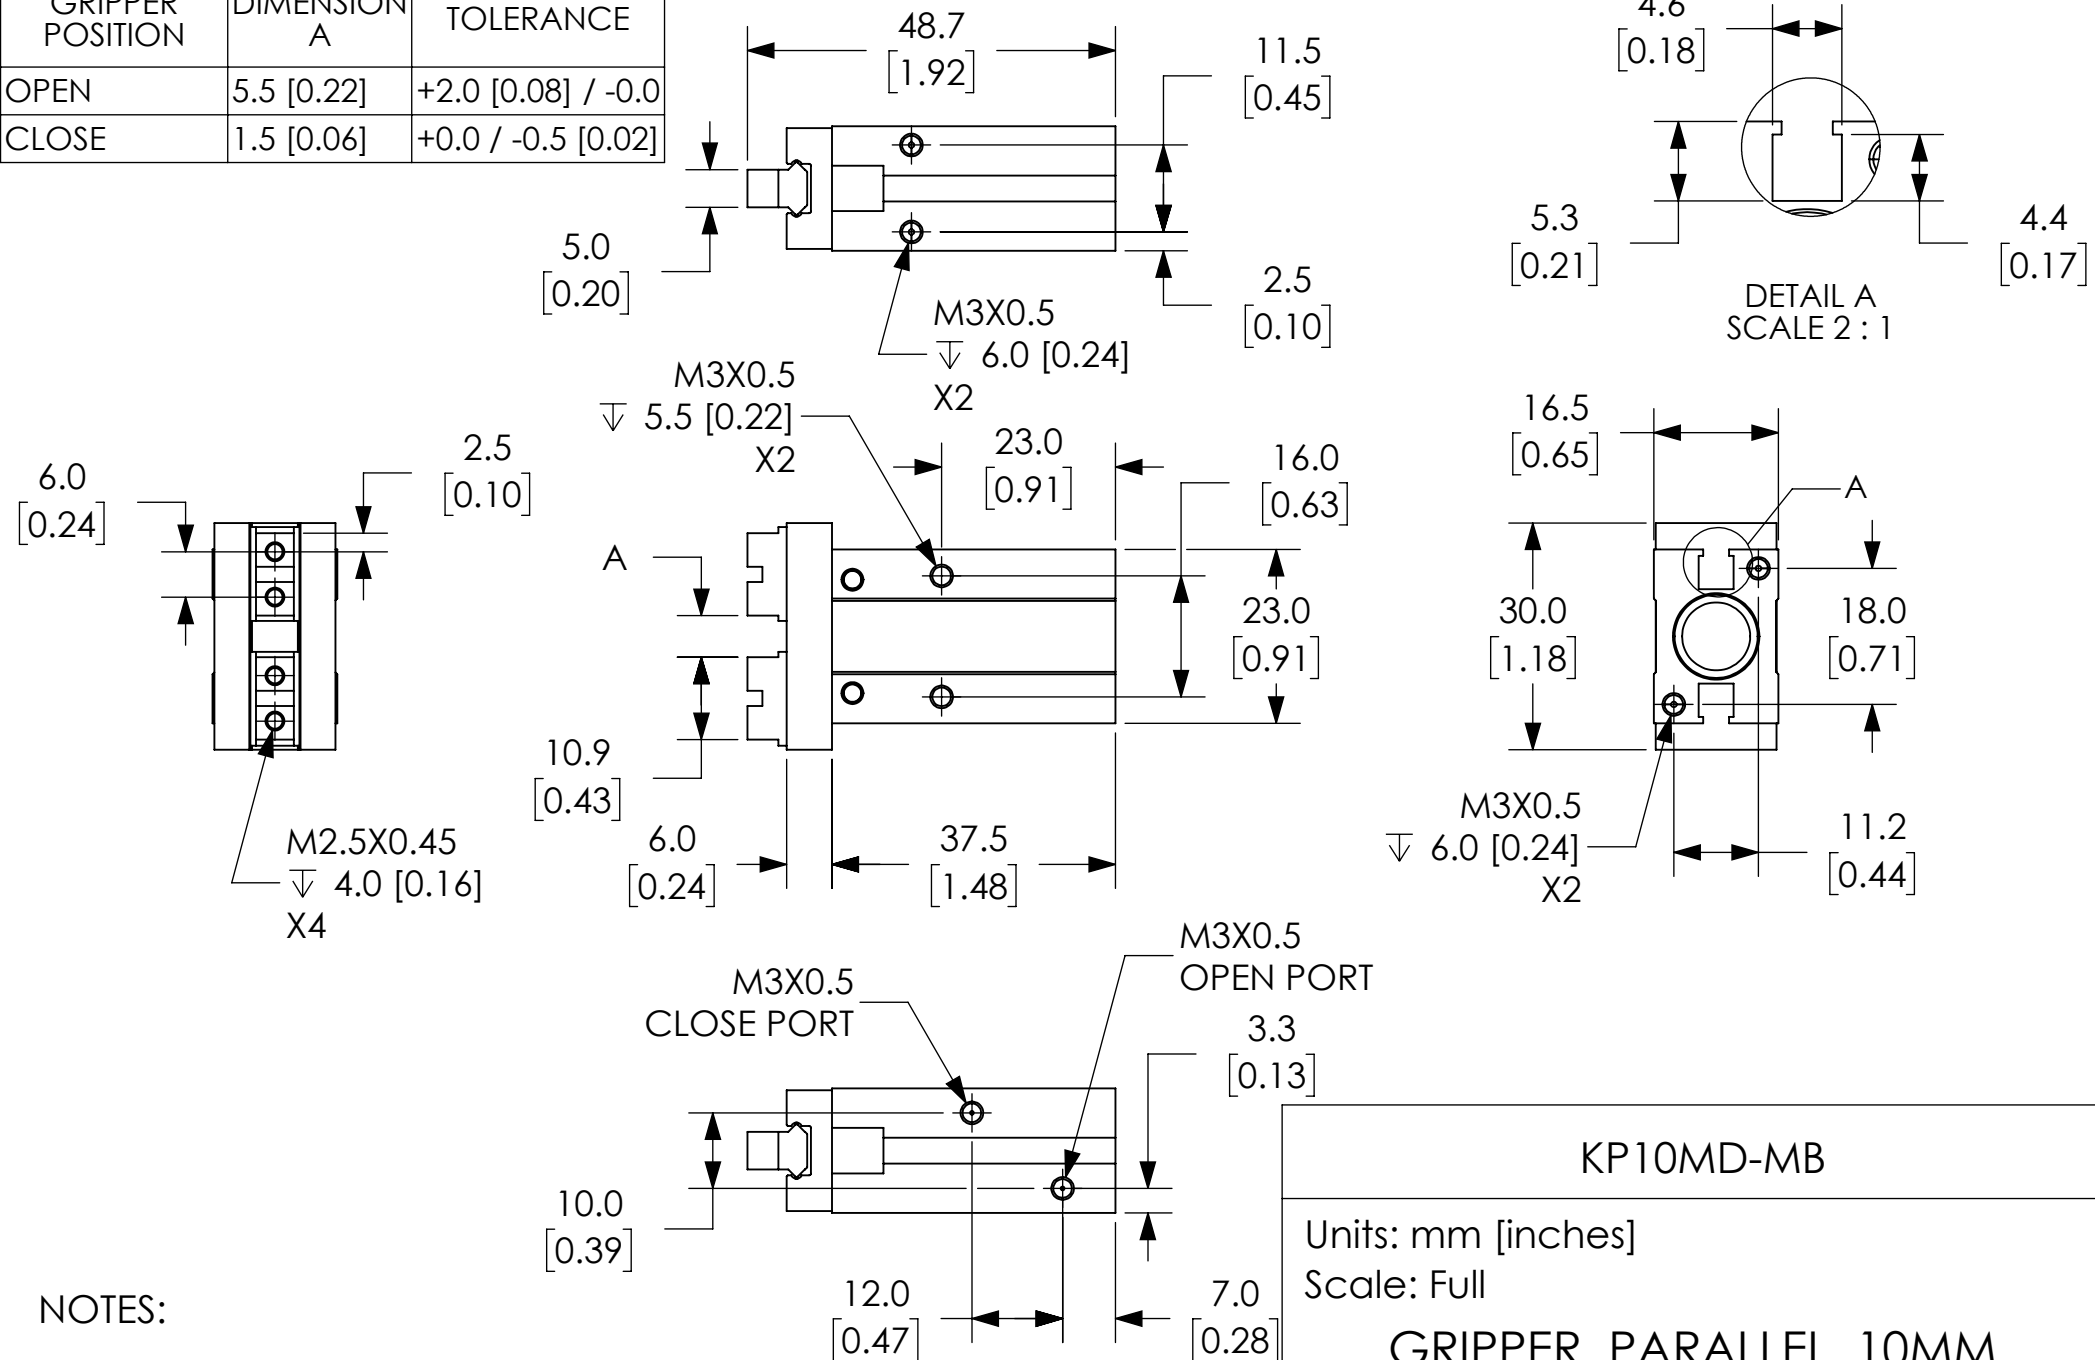 GRIPPER
POSITION
DIMENSION
A
TOLERANCE
OPEN
5.5 [0.22]
+2.0 [0.08] / -0.0
CLOSE
1.5 [0.06]
+0.0 / -0.5 [0.02]
48.7
[1.92]
11.5
[0.45]
5.0
[0.20]
2.5
[0.10]
M3X0.5
↧ 6.0 [0.24]
X2
4.6
[0.18]
5.3
[0.21]
4.4
[0.17]
DETAIL A
SCALE 2 : 1
6.0
[0.24]
2.5
[0.10]
M2.5X0.45
↧ 4.0 [0.16]
X4
M3X0.5
↧ 5.5 [0.22]
X2
23.0
[0.91]
16.0
[0.63]
A
23.0
[0.91]
10.9
[0.43]
6.0
[0.24]
37.5
[1.48]
16.5
[0.65]
A
30.0
[1.18]
18.0
[0.71]
M3X0.5
↧ 6.0 [0.24]
X2
11.2
[0.44]
M3X0.5
CLOSE PORT
M3X0.5
OPEN PORT
3.3
[0.13]
10.0
[0.39]
12.0
[0.47]
7.0
[0.28]
NOTES:
KP10MD-MB
Units: mm [inches]
Scale: Full
GRIPPER, PARALLEL, 10MM